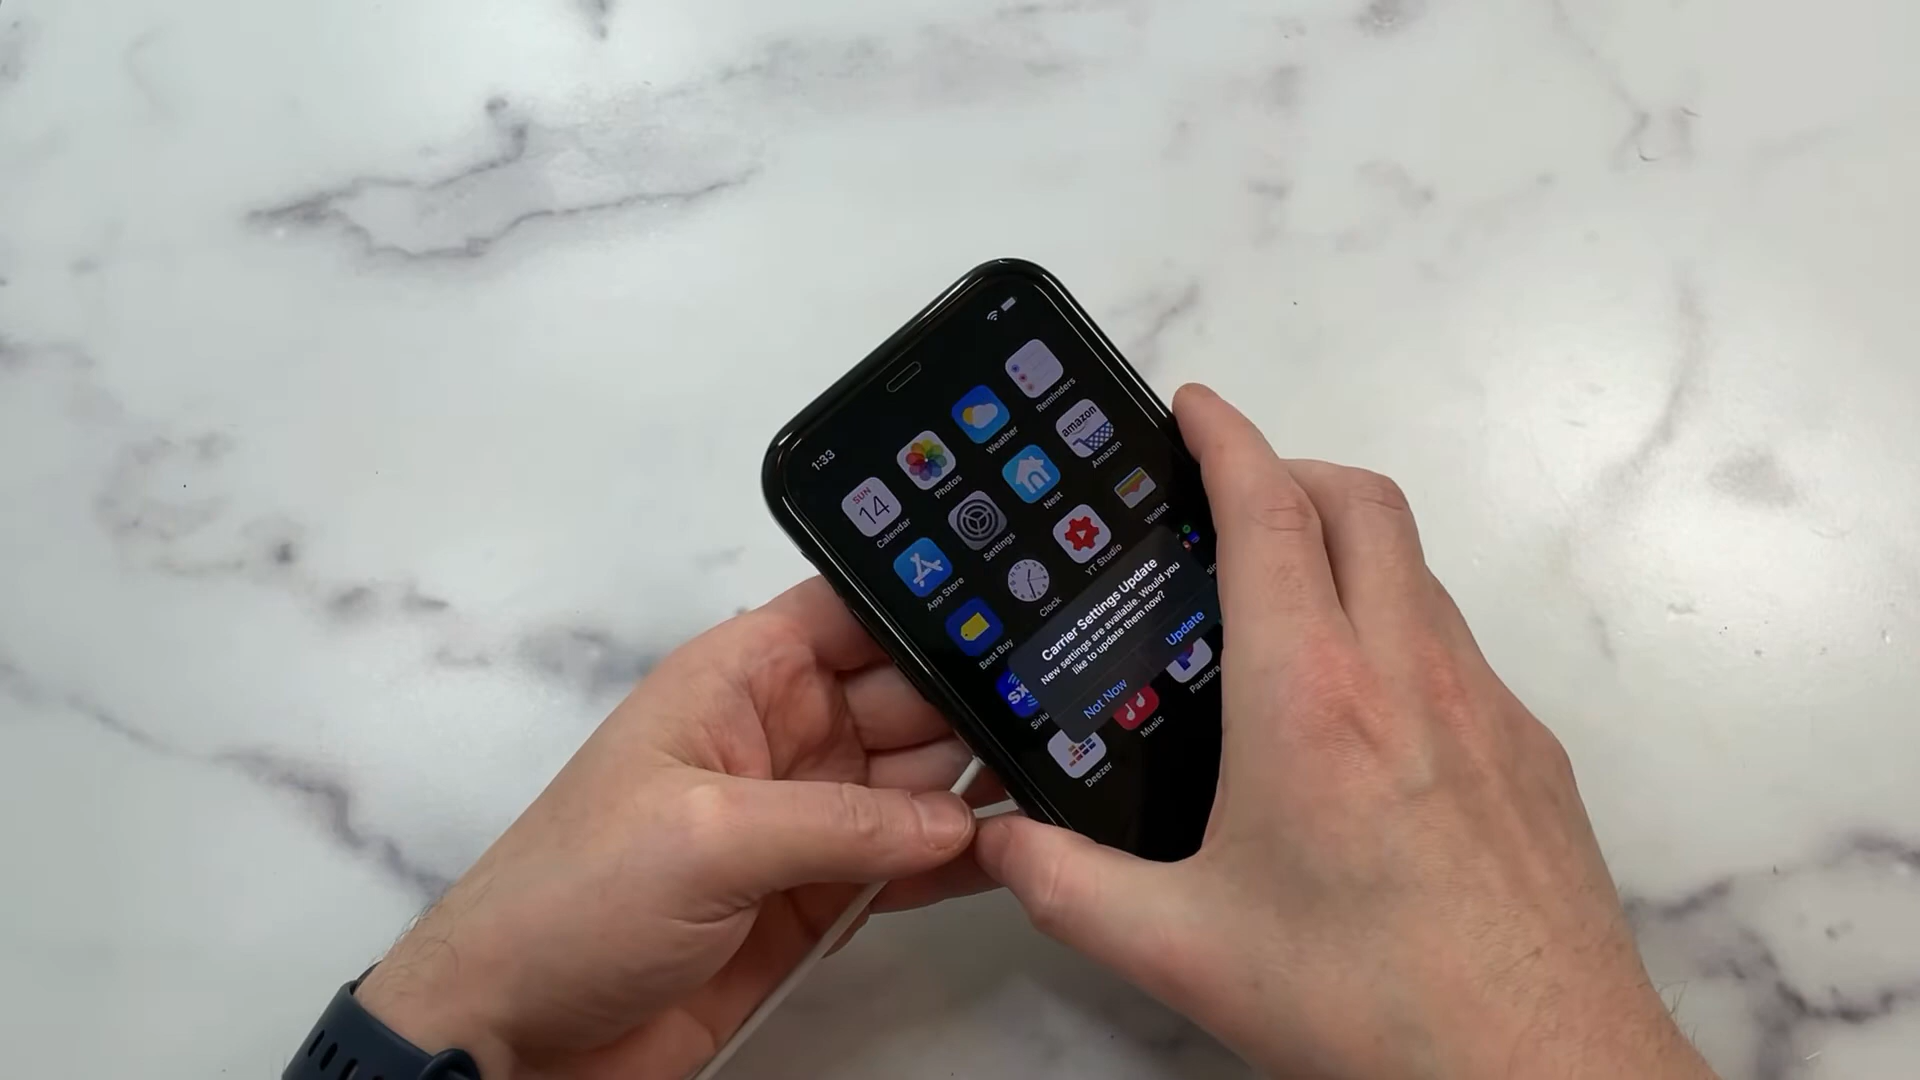 1:33
SUN
14
Calendar
Photos
Weather
Reminders
App Store
Settings
Nest
amazon
Amazon
Best Buy
Clock
YT Studio
Wallet
Carrier Settings Update
New settings are available. Would you
like to update them now?
Not Now
Update
SX
Siriu
Music
Pandora
Deezer